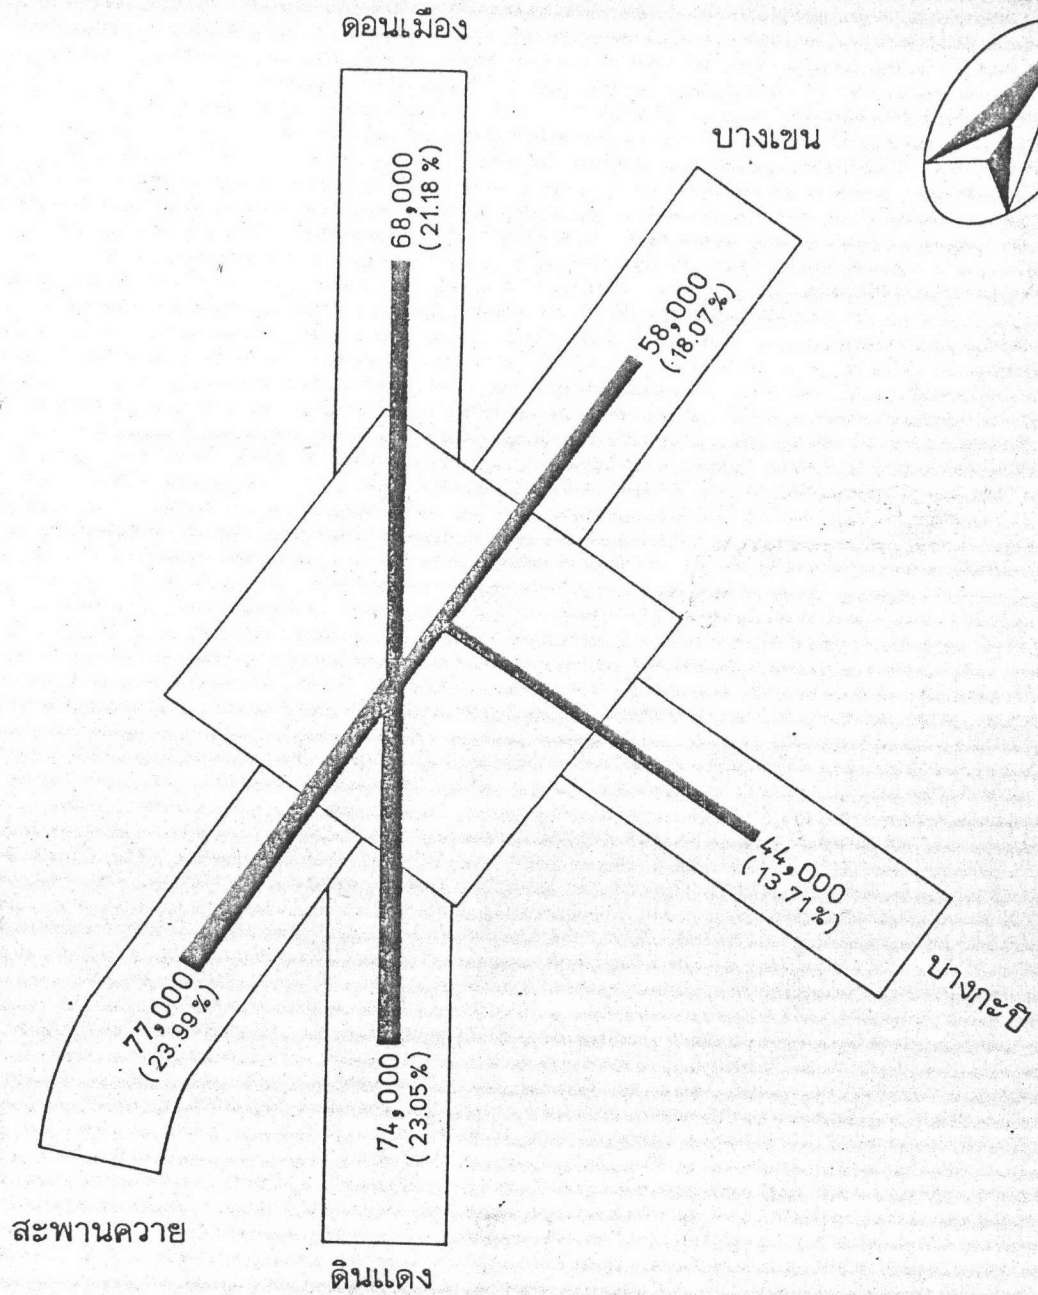 ดอนเมือง
68,000
(21.18 %)
บางเขน
58,000
(18.07%)
44,000
(13.71%)
บางกะปิ
77,000
(23.99%)
สะพานควาย
74,000
(23.05%)
ดินแดง